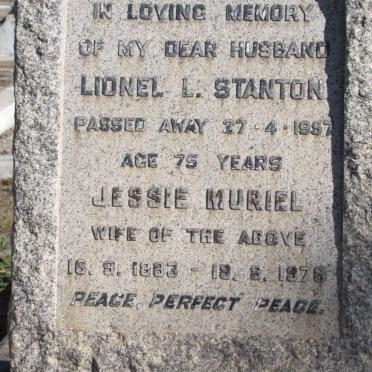 IN LOVING MEMORY
OF MY DEAR HUSBAND
LIONEL L. STANTON
PASSED AWAY 27-4-1957
AGE 75 YEARS
JESSIE MURIEL
WIFE OF THE ABOVE
16. 9. 1883 - 19. 8. 1976
PEACE, PERFECT PEACE.